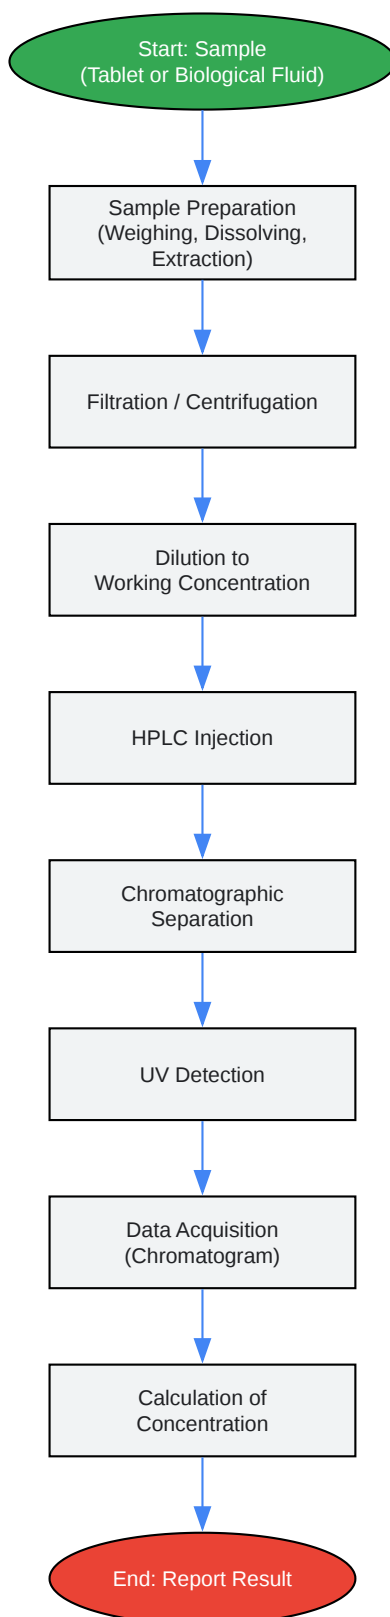 Start: Sample
(Tablet or Biological Fluid)
Sample Preparation
(Weighing, Dissolving,
Extraction)
Filtration / Centrifugation
Dilution to
Working Concentration
HPLC Injection
Chromatographic
Separation
UV Detection
Data Acquisition
(Chromatogram)
Calculation of
Concentration
End: Report Result